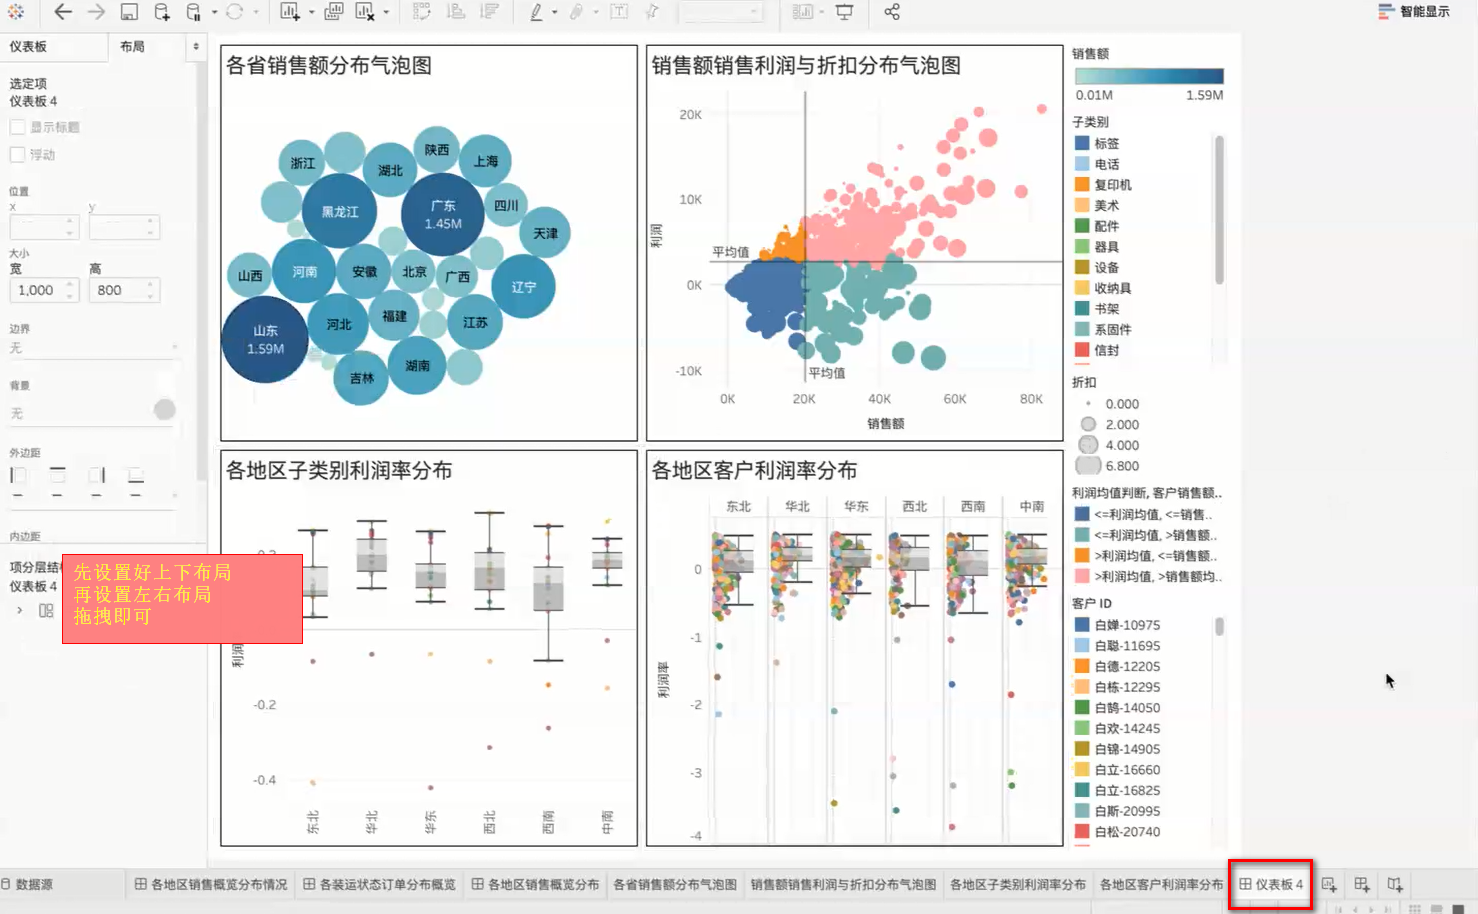 智能显示
仪表板
布局
选定项
仪表板 4
显示标题
浮动
位置
x
y
大小
宽
高
1,000
800
边界
无
背景
无
外边距
内边距
仪表板 4
先设置好上下布局
再设置左右布局
拖拽即可
各省销售额分布气泡图
浙江
湖北
陕西
上海
黑龙江
广东
1.45M
四川
天津
山西
河南
安徽
北京
广西
辽宁
山东
1.59M
河北
福建
江苏
吉林
湖南
销售额销售利润与折扣分布气泡图
20K
10K
0K
-10K
利润
平均值
平均值
0K
20K
40K
60K
80K
销售额
各地区子类别利润率分布
-0.2
-0.4
东北
华北
华东
西北
西南
中南
各地区客户利润率分布
东北
华北
华东
西北
西南
中南
0
-1
-2
-3
-4
利润率
销售额
0.01M
1.59M
子类别
标签
电话
复印机
美术
配件
器具
设备
收纳具
书架
系固件
信封
折扣
0.000
2.000
4.000
6.800
利润均值判断, 客户销售额..
<=利润均值, <=销售..
<=利润均值, >销售额..
>利润均值, <=销售额..
>利润均值, >销售额均..
客户 ID
白婵-10975
白聪-11695
白德-12205
白栋-12295
白鹄-14050
白欢-14245
白锦-14905
白立-16660
白立-16825
白斯-20995
白松-20740
数据源
各地区销售概览分布情况
各装运状态订单分布概览
各地区销售概览分布
各省销售额分布气泡图
销售额销售利润与折扣分布气泡图
各地区子类别利润率分布
各地区客户利润率分布
仪表板 4